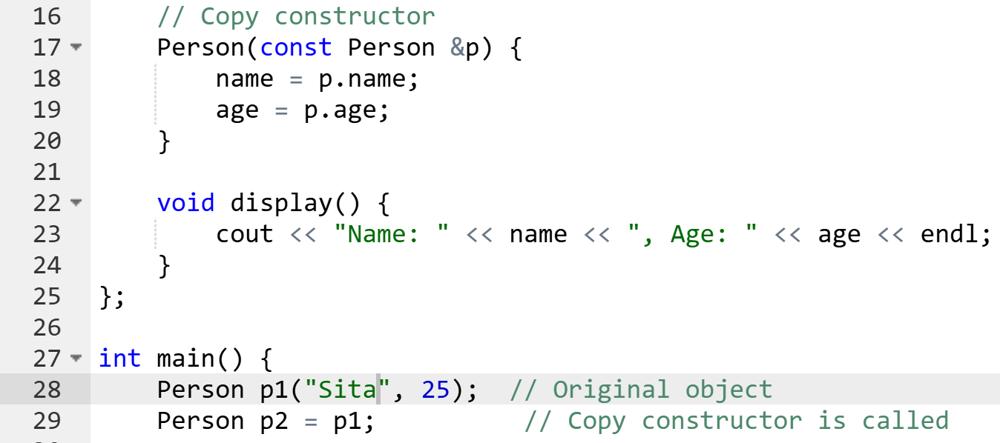 16 // Copy constructor
17 Person(const Person &p) {
18 name = p.name;
19 age = p.age;
20 }
21
22 void display() {
23 cout << "Name: " << name << ", Age: " << age << endl;
24 }
25 };
26
27 int main() {
28 Person p1("Sita", 25); // Original object
29 Person p2 = p1; // Copy constructor is called